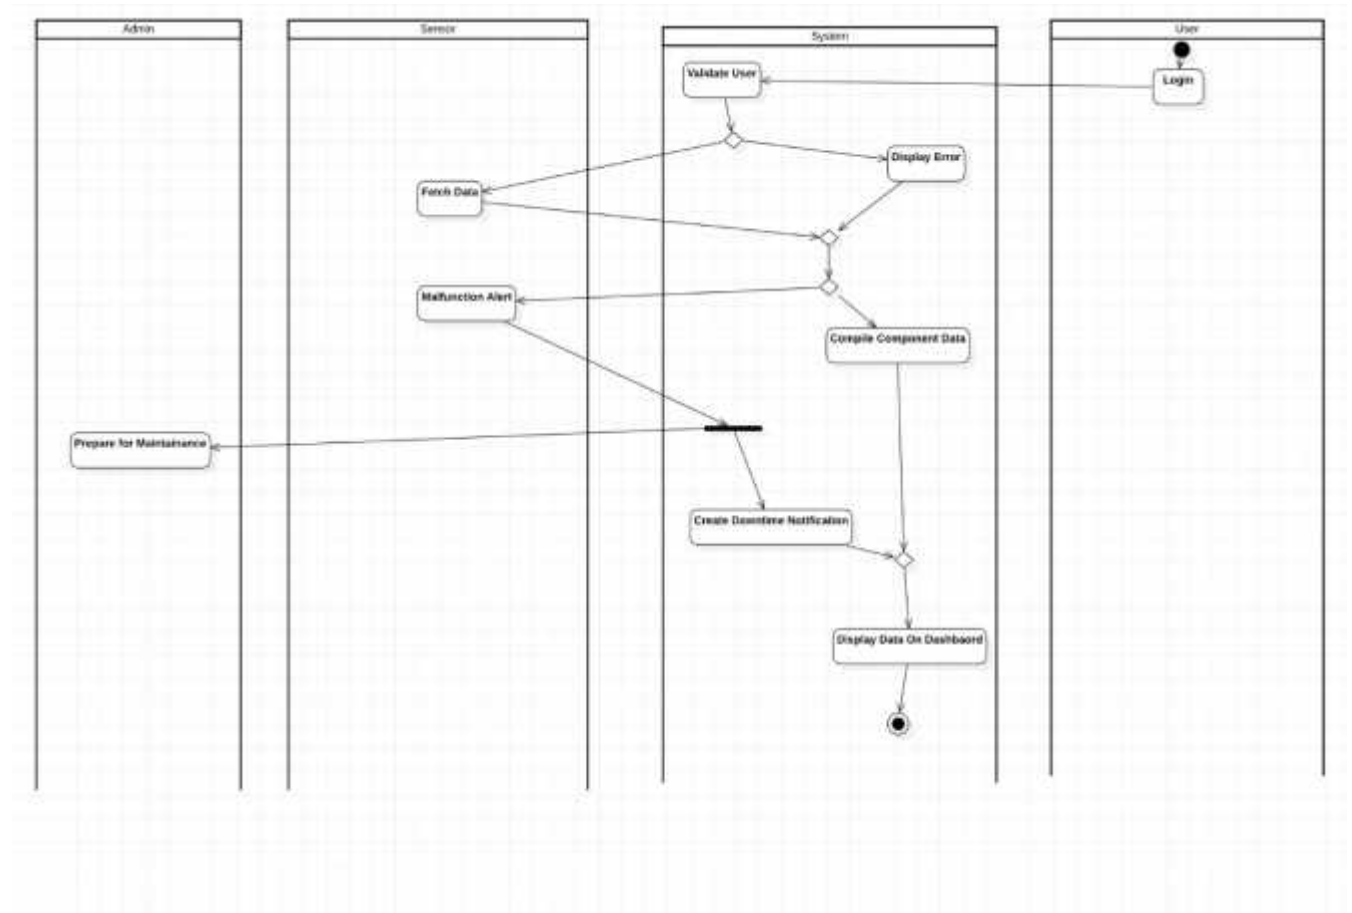 Admin
Sensor
System
User
Validate User
Login
Display Error
Fetch Data
Malfunction Alert
Compile Component Data
Prepare for Maintainance
Create Downtime Notification
Display Data On Dashbaord